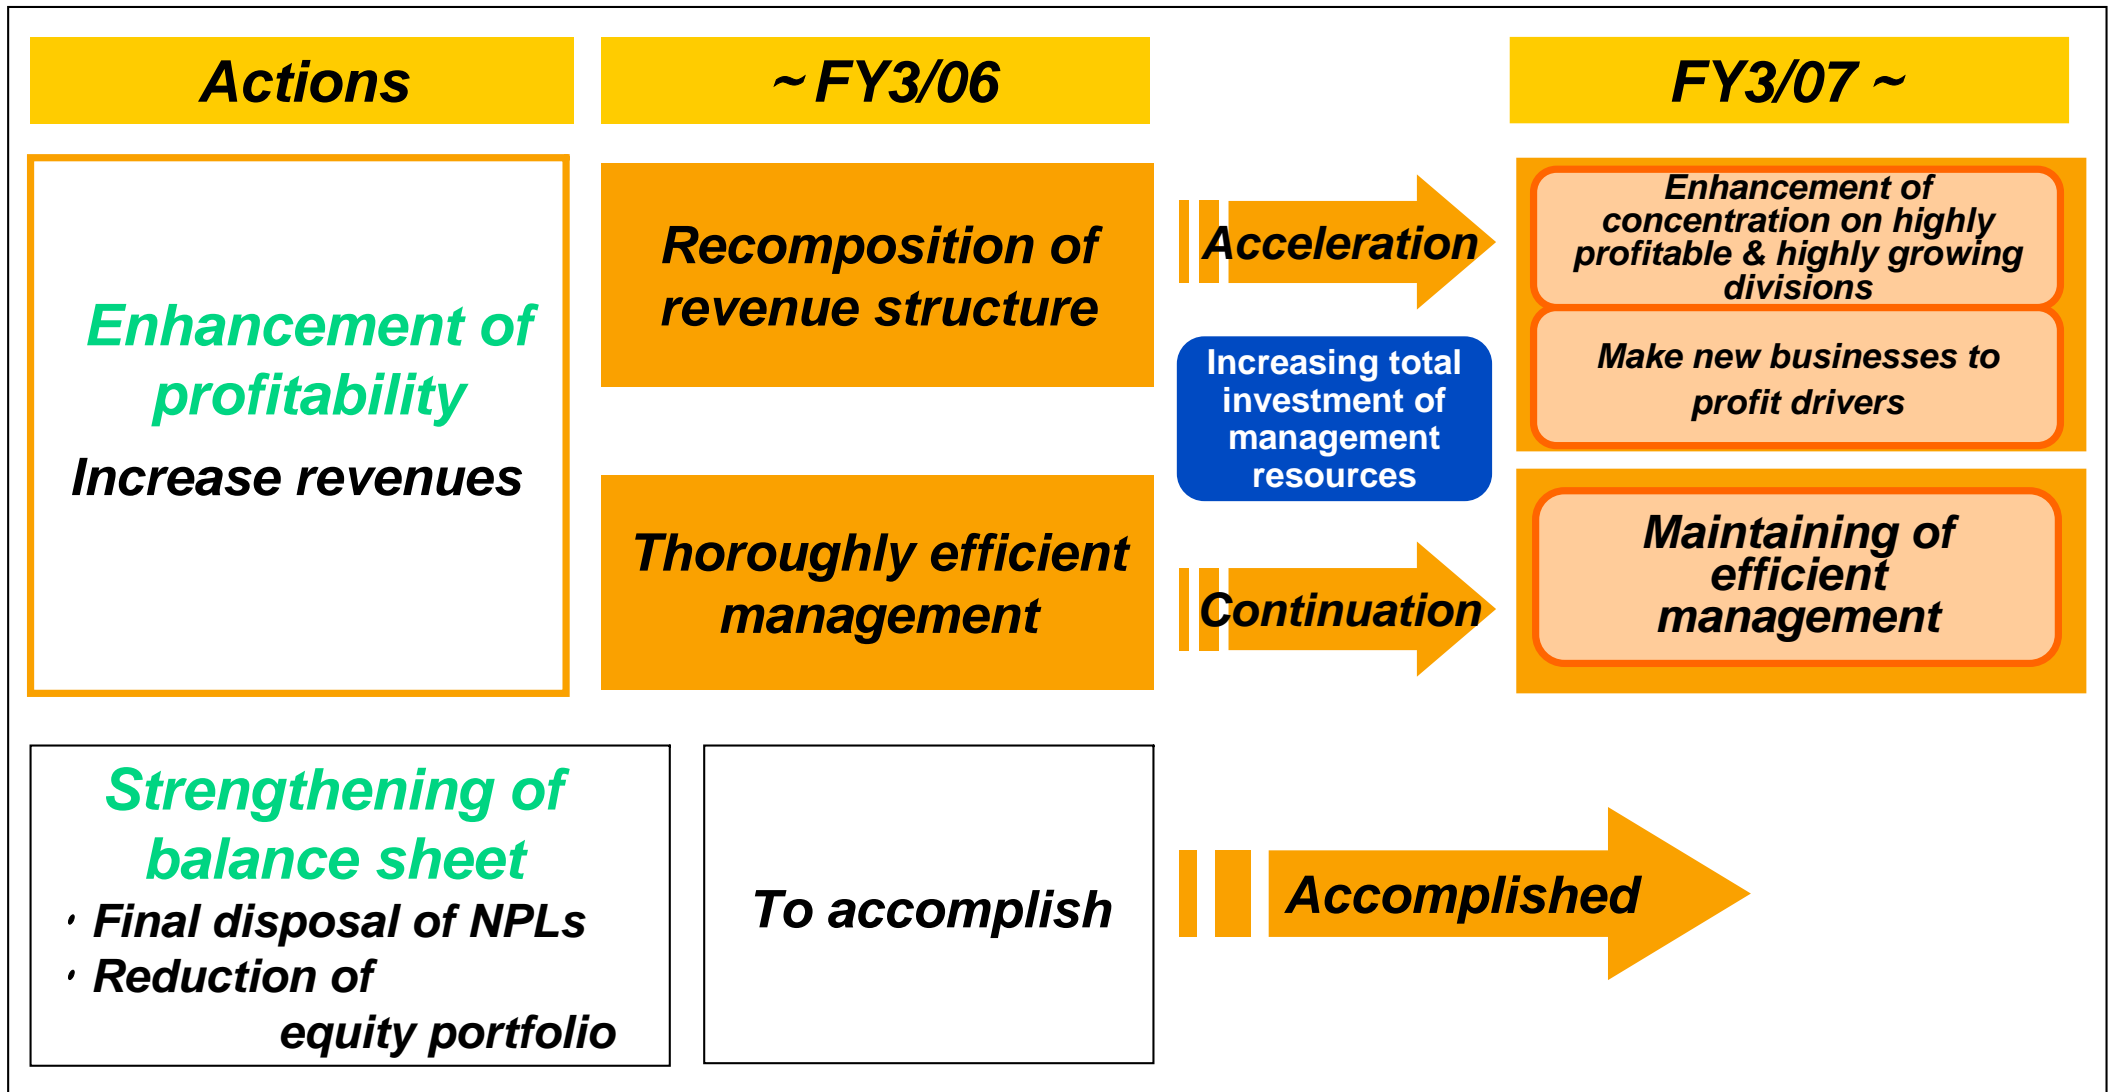 Actions
~ FY3/06
FY3/07 ~
Enhancement of
profitability
Increase revenues
Recomposition of
revenue structure
Acceleration
Enhancement of
concentration on highly
profitable & highly growing
divisions
Increasing total
investment of
management
resources
Make new businesses to
profit drivers
Thoroughly efficient
management
Continuation
Maintaining of
efficient
management
Strengthening of
balance sheet
・Final disposal of NPLs
・Reduction of
equity portfolio
To accomplish
Accomplished